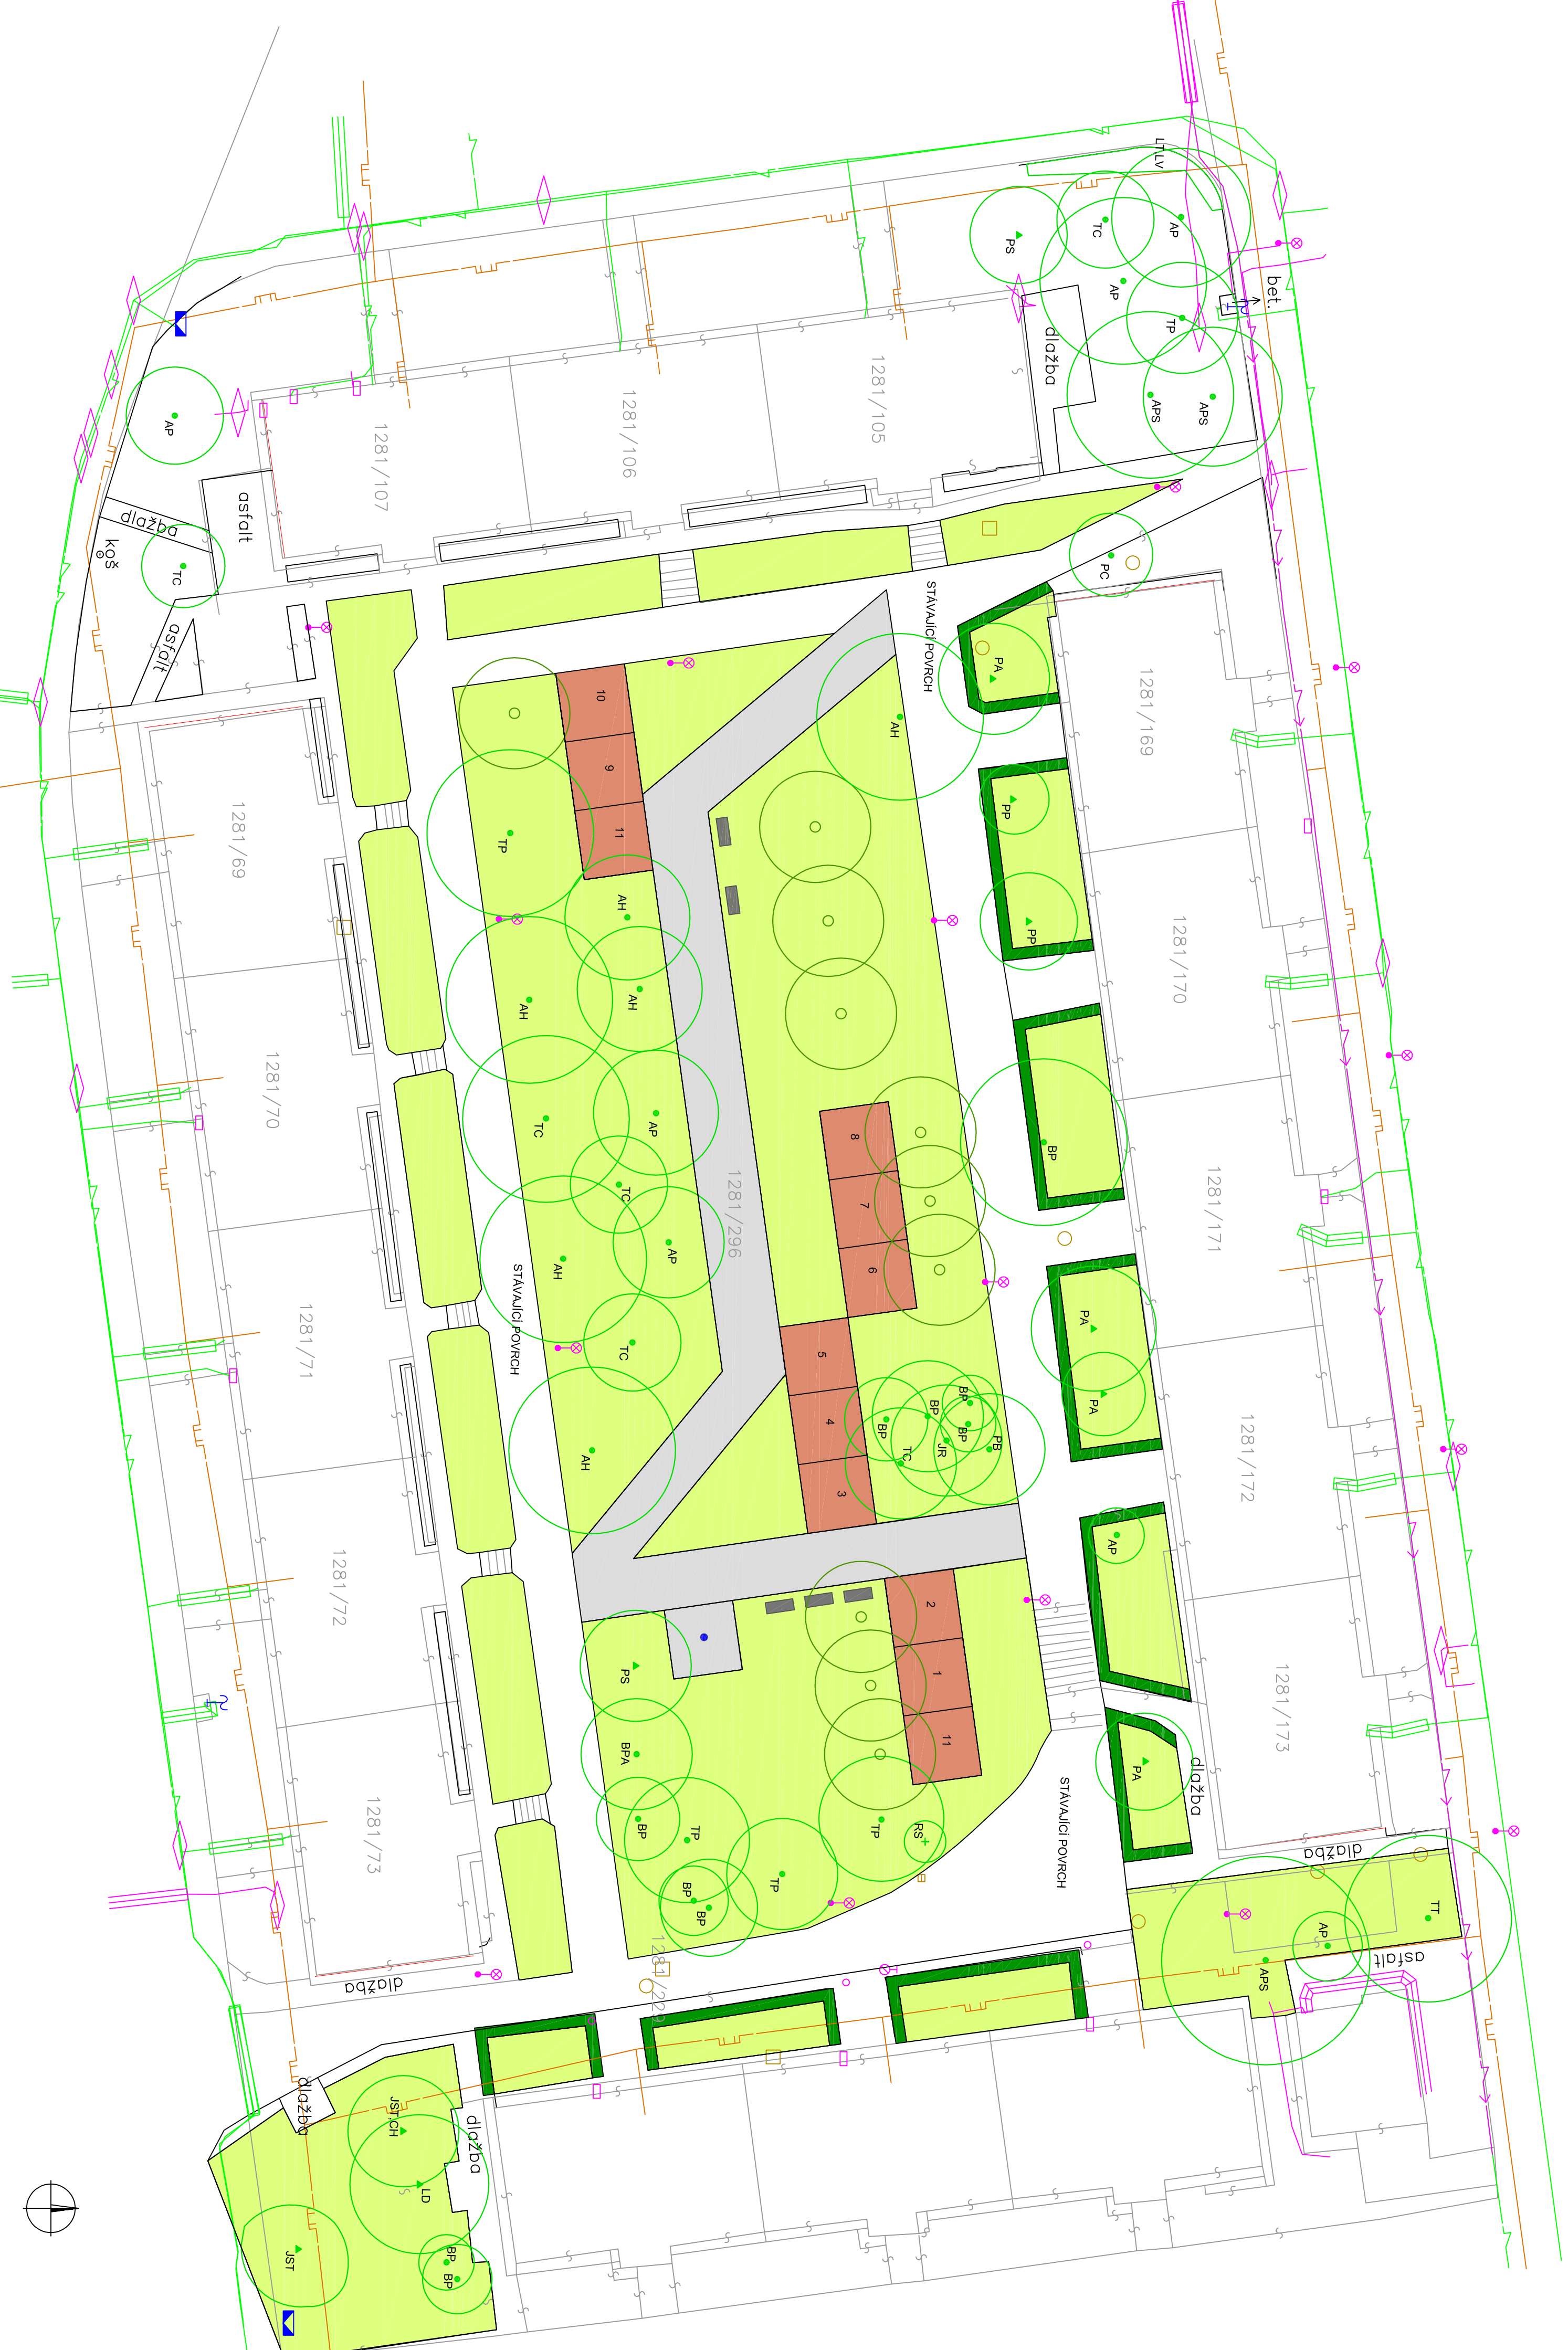 LTLV
AP
TC
PS
AP
TP
bet.
dlažba
APS
APS
1281/105
1281/106
1281/107
AP
asfalt
dlažba
koš
TC
asfalt
PC
STÁVAJÍCÍ POVRCH
PA
1281/169
AH
10
9
11
TP
1281/69
PP
PP
AH
AH
AH
1281/170
1281/70
TC
AP
TC
AP
AH
TC
AH
1281/296
STÁVAJÍCÍ POVRCH
8
7
6
5
4
3
BP
1281/171
1281/71
PA
PA
BP
BP
BP
BP
PB
JR
TC
1281/172
1281/72
AP
2
1
11
PS
BPA
BP
TP
TP
TP
RS
BP
BP
1281/173
1281/73
PA
dlažba
STÁVAJÍCÍ POVRCH
dlažba
TT
AP
APS
asfalt
1281/229
dlažba
dlažba
JST.CH
dlažba
LD
JST
BP
BP